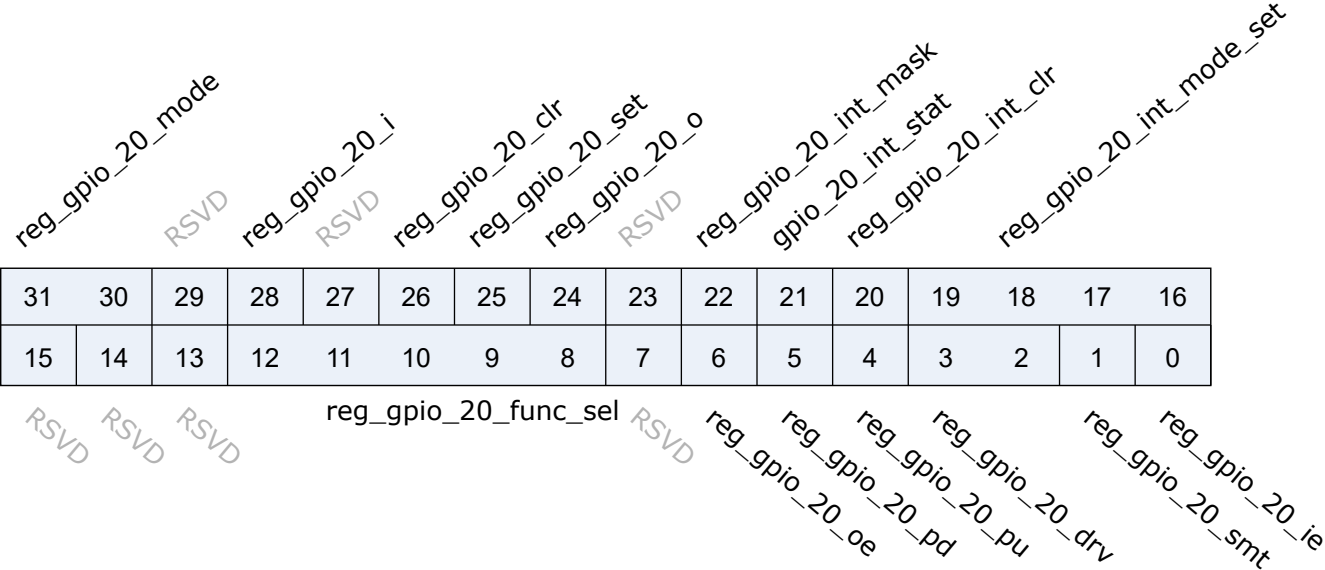 reg_gpio_20_mode
RSVD
reg_gpio_20_i
RSVD
reg_gpio_20_clr
reg_gpio_20_set
reg_gpio_20_o
RSVD
reg_gpio_20_int_mask
gpio_20_int_stat
reg_gpio_20_int_clr
reg_gpio_20_int_mode_set
31 30 29 28 27 26 25 24 23 22 21 20 19 18 17 16
15 14 13 12 11 10 9 8 7 6 5 4 3 2 1 0
RSVD
RSVD
RSVD
reg_gpio_20_func_sel
RSVD
reg_gpio_20_oe
reg_gpio_20_pd
reg_gpio_20_pu
reg_gpio_20_drv
reg_gpio_20_smt
reg_gpio_20_ie